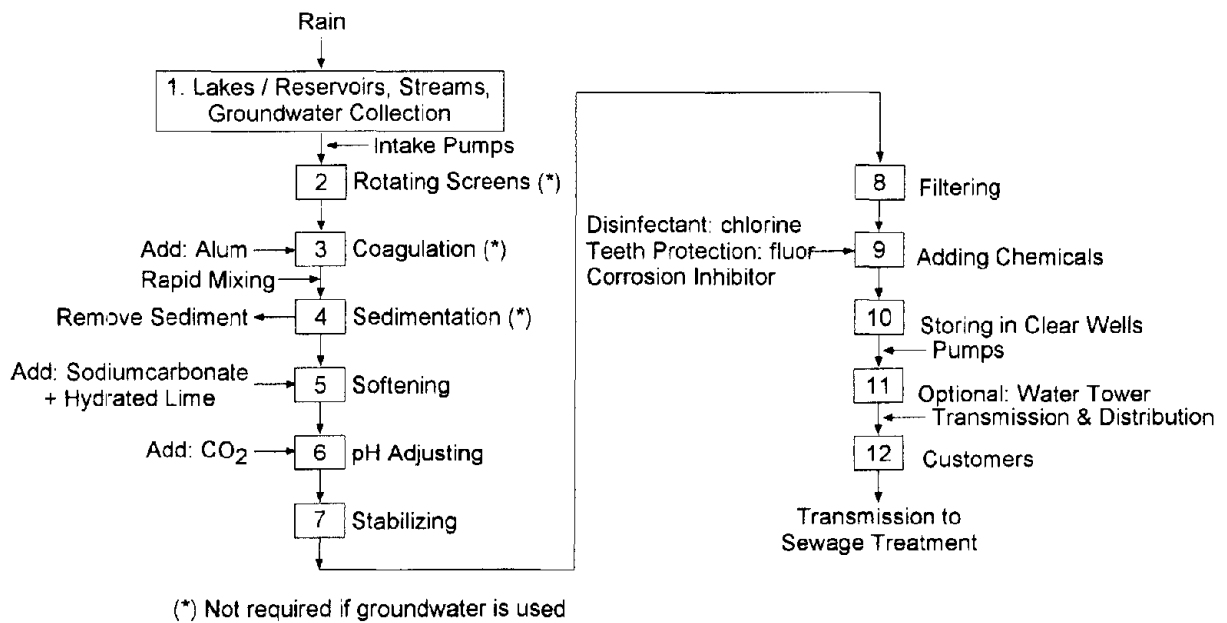 Rain
1. Lakes / Reservoirs, Streams,
Groundwater Collection
Intake Pumps
2 Rotating Screens (*)
Add: Alum 3 Coagulation (*)
Rapid Mixing
Remove Sediment 4 Sedimentation (*)
Add: Sodiumcarbonate
+ Hydrated Lime
5 Softening
Add: CO2 6 pH Adjusting
7 Stabilizing
8 Filtering
Disinfectant: chlorine
Teeth Protection: fluor
Corrosion Inhibitor
9 Adding Chemicals
10 Storing in Clear Wells
Pumps
11 Optional: Water Tower
Transmission & Distribution
12 Customers
Transmission to
Sewage Treatment
(*) Not required if groundwater is used